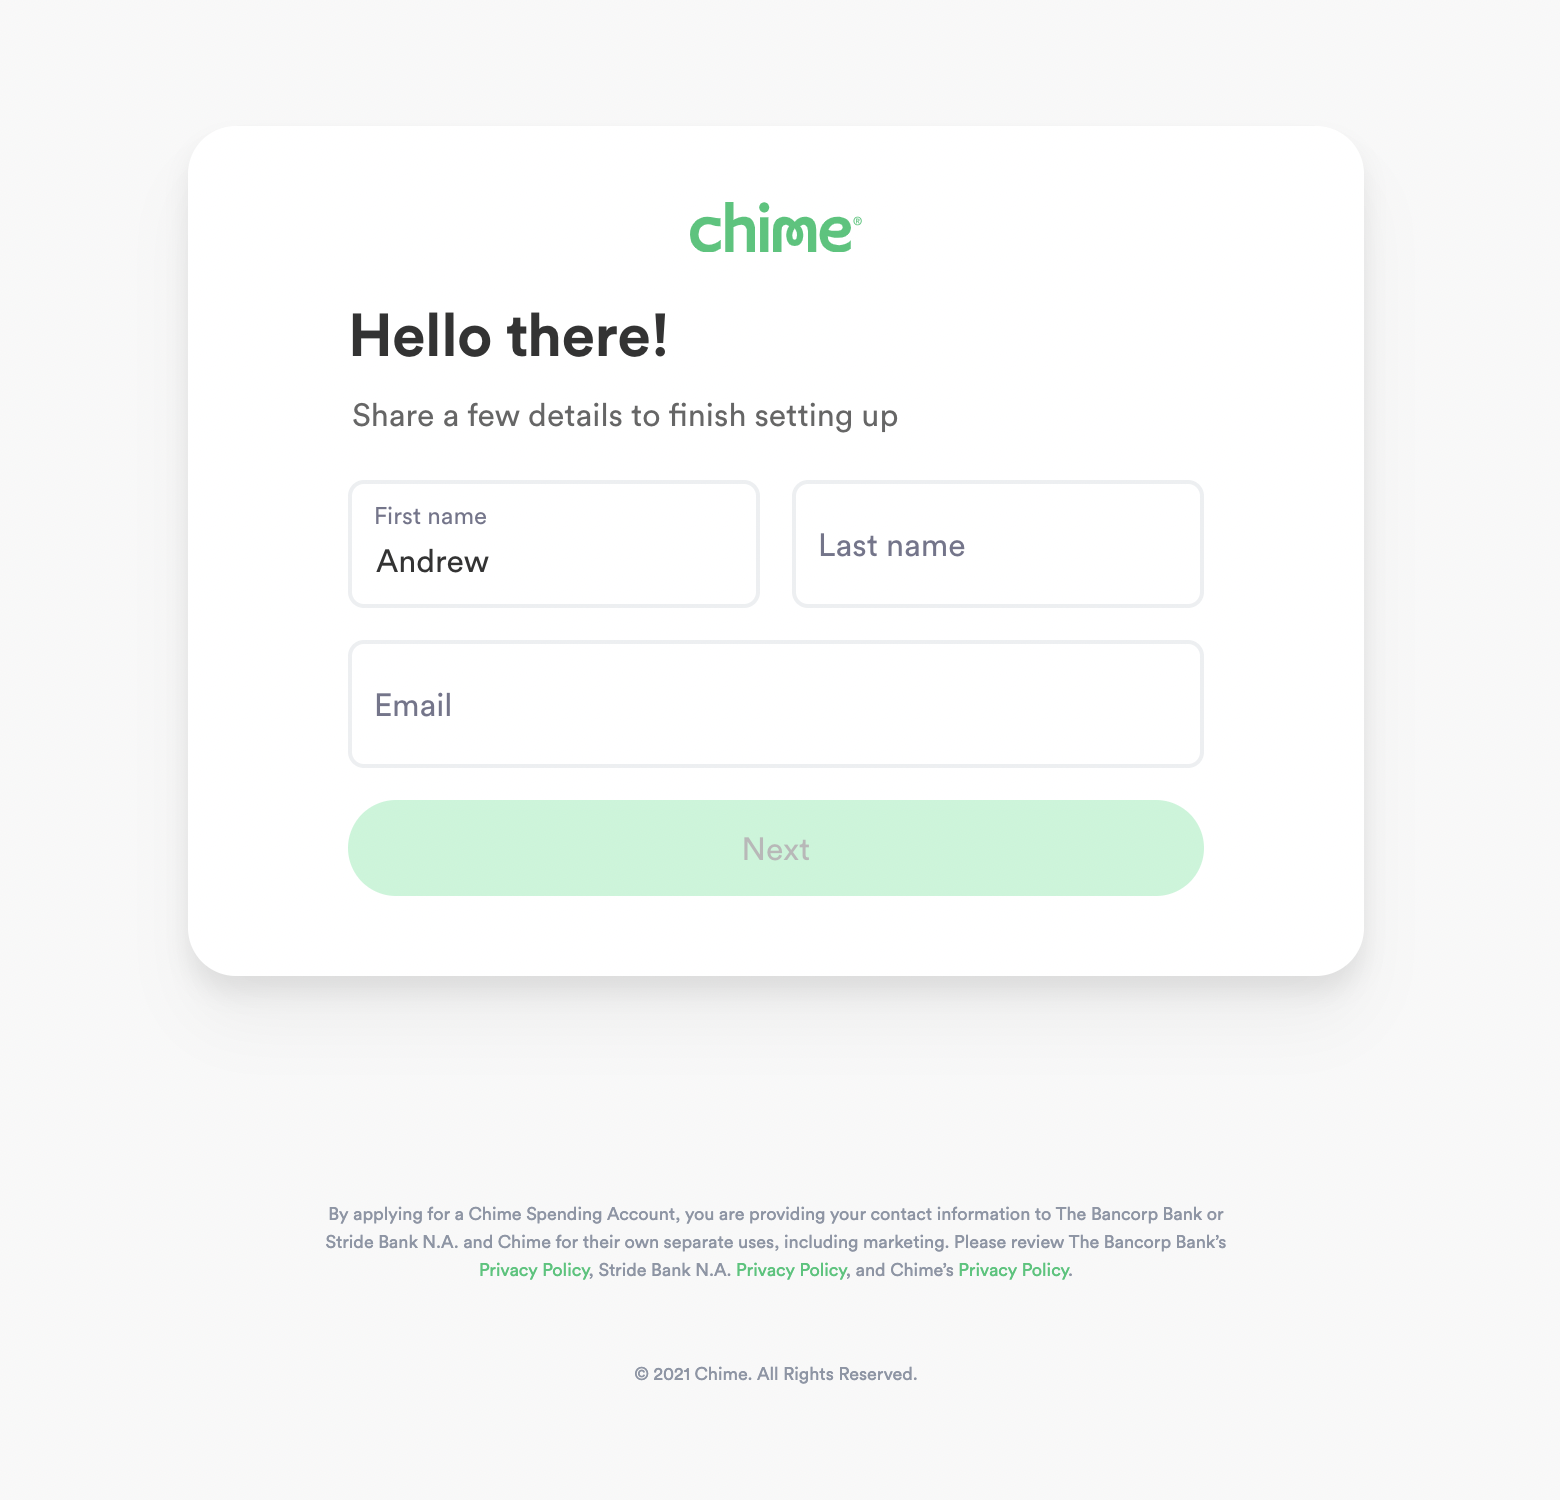 chime®
Hello there!
Share a few details to finish setting up
First name
Andrew
Last name
Email
Next
By applying for a Chime Spending Account, you are providing your contact information to The Bancorp Bank or
Stride Bank N.A. and Chime for their own separate uses, including marketing. Please review The Bancorp Bank’s
Privacy Policy, Stride Bank N.A. Privacy Policy, and Chime’s Privacy Policy.
© 2021 Chime. All Rights Reserved.